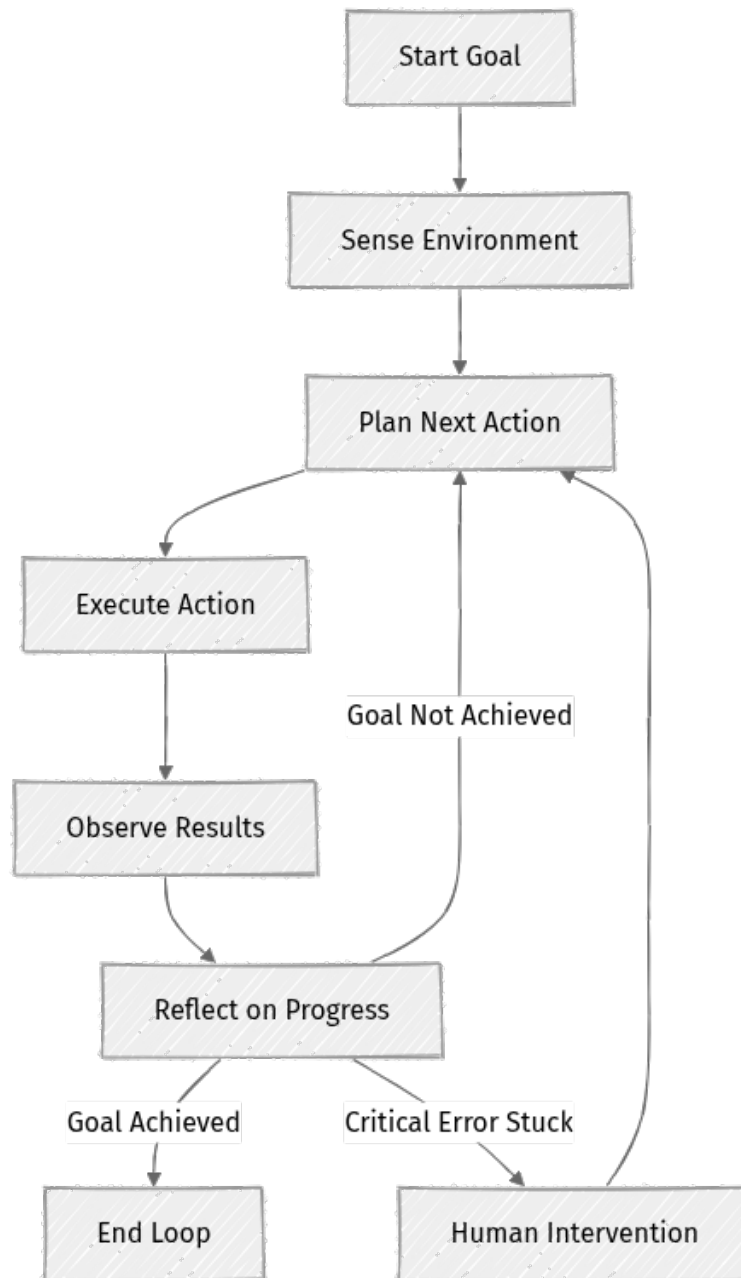 Start Goal
Sense Environment
Plan Next Action
Execute Action
Goal Not Achieved
Observe Results
Reflect on Progress
Goal Achieved
Critical Error Stuck
End Loop
Human Intervention